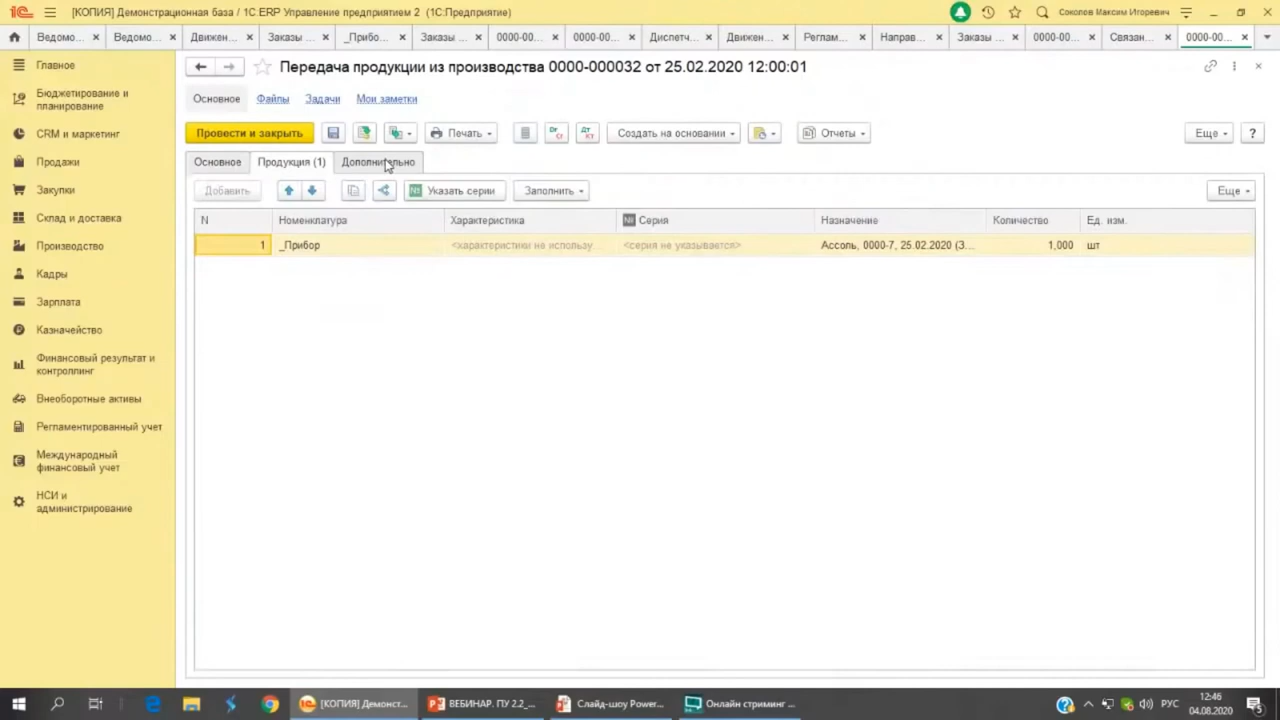 [КОПИЯ] Демонстрационная база / 1С:ERP Управление предприятием 2 (1С:Предприятие)
Соколов Максим Игоревич
Ведомо... Ведомо... Движен... Заказы ... _Прибо... Заказы ... 0000-00... 0000-00... Диспетч... Движен... Реглам... Направ... Заказы ... 0000-00... Связан... 0000-00...
Главное
Бюджетирование и
планирование
CRM и маркетинг
Продажи
Закупки
Склад и доставка
Производство
Кадры
Зарплата
Казначейство
Финансовый результат и
контроллинг
Внеоборотные активы
Регламентированный учет
Международный
финансовый учет
НСИ и
администрирование
Передача продукции из производства 0000-000032 от 25.02.2020 12:00:01
Основное Файлы Задачи Мои заметки
Провести и закрыть Печать Создать на основании Отчеты Еще ?
Основное Продукция (1) Дополнительно
Добавить Указать серии Заполнить Еще
N Номенклатура Характеристика Серия Назначение Количество Ед. изм.
1 _Прибор <характеристики не использу... <серия не указывается> Ассоль, 0000-7, 25.02.2020 (З... 1,000 шт
[КОПИЯ] Демонст... ВЕБИНАР. ПУ 2.2_... Слайд-шоу Power... Онлайн стриминг ... РУС 12:46
04.08.2020
5